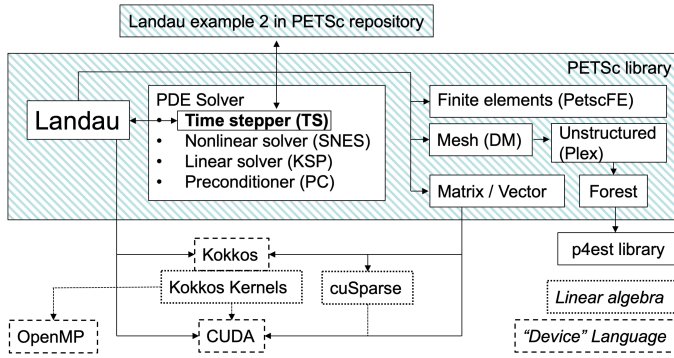 Landau example 2 in PETSc repository
PETSc library
PDE Solver
Landau
• Time stepper (TS)
• Nonlinear solver (SNES)
• Linear solver (KSP)
• Preconditioner (PC)
Finite elements (PetscFE)
Mesh (DM)
Unstructured
(Plex)
Matrix / Vector
Forest
p4est library
Kokkos
Kokkos Kernels
cuSparse
OpenMP
CUDA
Linear algebra
“Device” Language